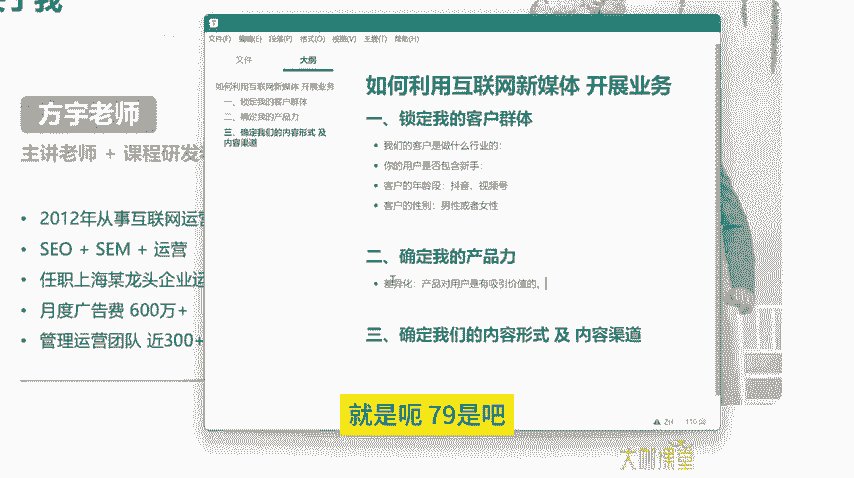 于我
方宇老师
主讲老师 + 课程研发
• 2012年从事互联网运营
• SEO + SEM + 运营
• 任职上海某龙头企业运
• 月度广告费 600万+
• 管理运营团队 近300+
文件(F) 编辑(E) 段落(P) 格式(O) 视图(V) 主题(T) 帮助(H)
文件 大纲
如何利用互联网新媒体 开展业务
一、锁定我的客户群体
二、确定我的产品力
三、确定我们的内容形式 及
内容渠道
如何利用互联网新媒体 开展业务
一、锁定我的客户群体
• 我们的客户是做什么行业的：
• 你的用户是否包含新手：
• 客户的年龄段：抖音、视频号
• 客户的性别：男性或者女性
二、确定我的产品力
• 差异化：产品对用户是有吸引价值的、
三、确定我们的内容形式 及 内容渠道
就是呃 79是吧
ZH